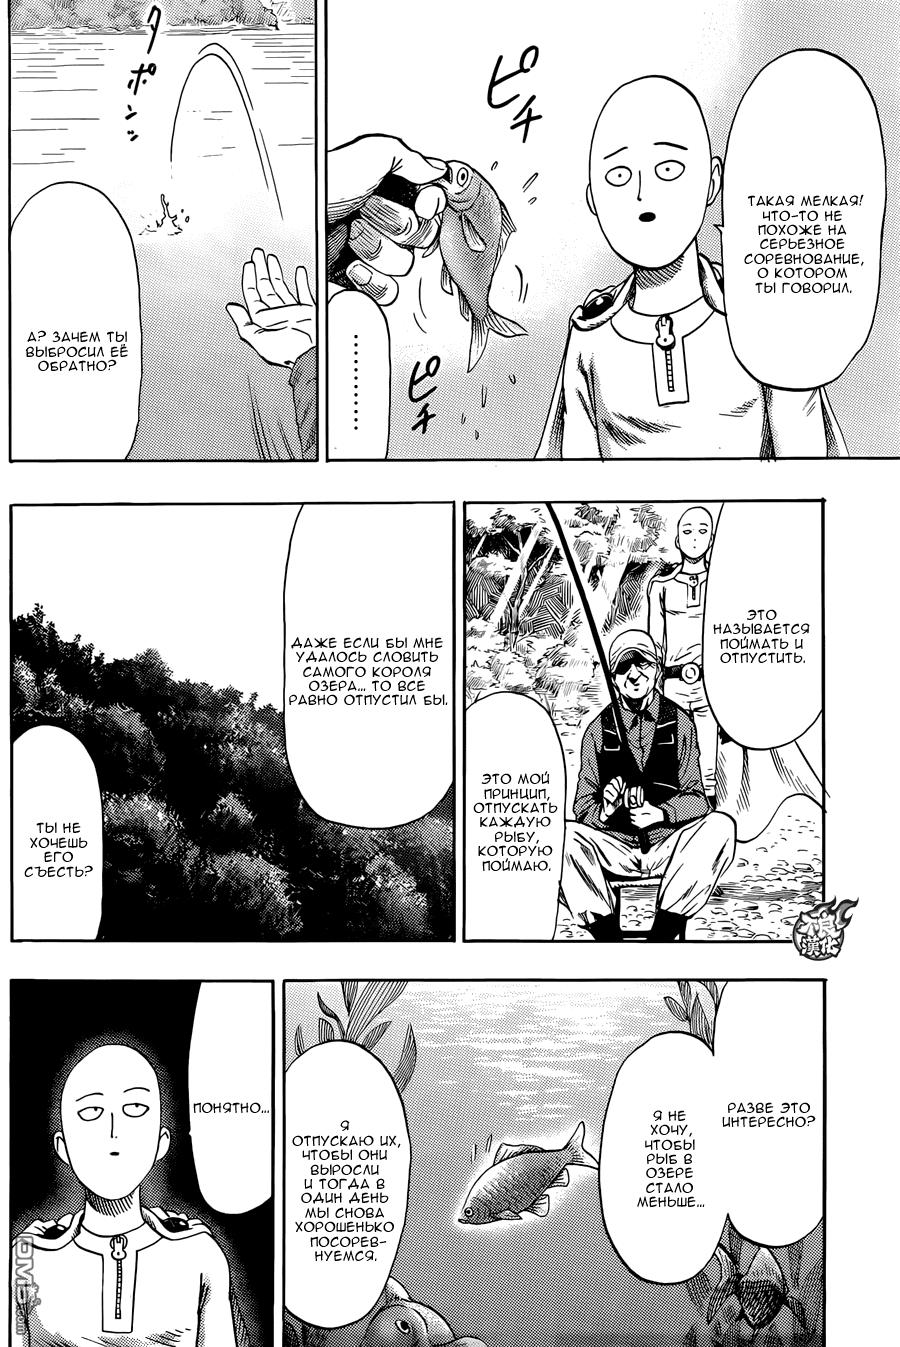 ТАКАЯ МЕЛКАЯ!
ЧТО-ТО НЕ
ПОХОЖЕ НА
СЕРЬЕЗНОЕ
СОРЕВНОВАНИЕ,
О КОТОРОМ
ТЫ ГОВОРИЛ.
ピチ
ピチ
..........
タポンッ
А? ЗАЧЕМ ТЫ
ВЫБРОСИЛ ЕЁ
ОБРАТНО?
ЭТО
НАЗЫВАЕТСЯ
ПОЙМАТЬ И
ОТПУСТИТЬ.
ЭТО МОЙ
ПРИНЦИП,
ОТПУСКАТЬ
КАЖДУЮ
РЫБУ,
КОТОРУЮ
ПОЙМАЮ.
ДАЖЕ ЕСЛИ БЫ МНЕ
УДАЛОСЬ СЛОВИТЬ
САМОГО КОРОЛЯ
ОЗЕРА... ТО ВСЕ
РАВНО ОТПУСТИЛ БЫ.
ТЫ НЕ
ХОЧЕШЬ
ЕГО
СЪЕСТЬ?
РАЗВЕ ЭТО
ИНТЕРЕСНО?
Я НЕ
ХОЧУ,
ЧТОБЫ
РЫБ В
ОЗЕРЕ
СТАЛО
МЕНЬШЕ...
Я
ОТПУСКАЮ ИХ,
ЧТОБЫ ОНИ
ВЫРОСЛИ
И ТОГДА В
ОДИН ДЕНЬ
МЫ СНОВА
ХОРОШЕНЬКО
ПОСОРЕВ-
НУЕМСЯ.
ПОНЯТНО...